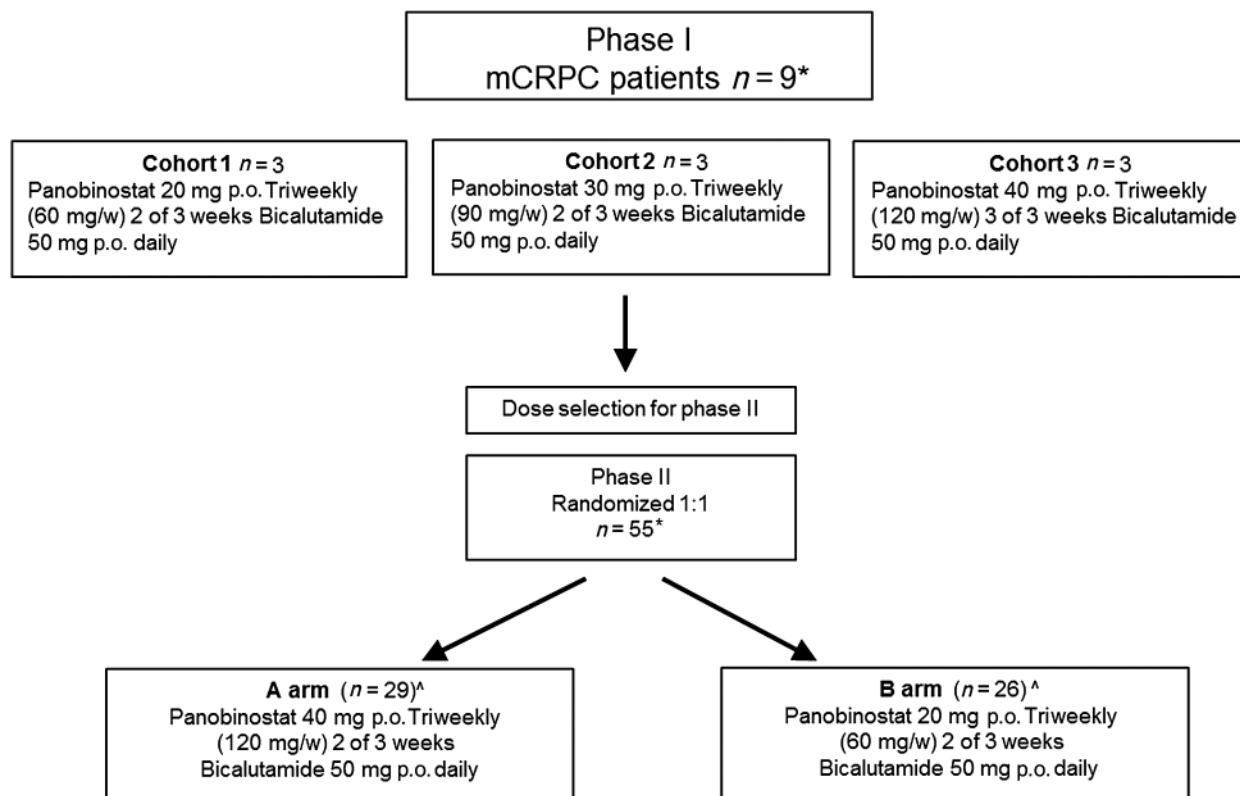 Phase I
mCRPC patients n = 9*
Cohort 1 n = 3
Panobinostat 20 mg p.o. Triweekly
(60 mg/w) 2 of 3 weeks Bicalutamide
50 mg p.o. daily
Cohort 2 n = 3
Panobinostat 30 mg p.o. Triweekly
(90 mg/w) 2 of 3 weeks Bicalutamide
50 mg p.o. daily
Cohort 3 n = 3
Panobinostat 40 mg p.o. Triweekly
(120 mg/w) 3 of 3 weeks Bicalutamide
50 mg p.o. daily
Dose selection for phase II
Phase II
Randomized 1:1
n = 55*
A arm (n = 29)^
Panobinostat 40 mg p.o. Triweekly
(120 mg/w) 2 of 3 weeks
Bicalutamide 50 mg p.o. daily
B arm (n = 26)^
Panobinostat 20 mg p.o. Triweekly
(60 mg/w) 2 of 3 weeks
Bicalutamide 50 mg p.o. daily